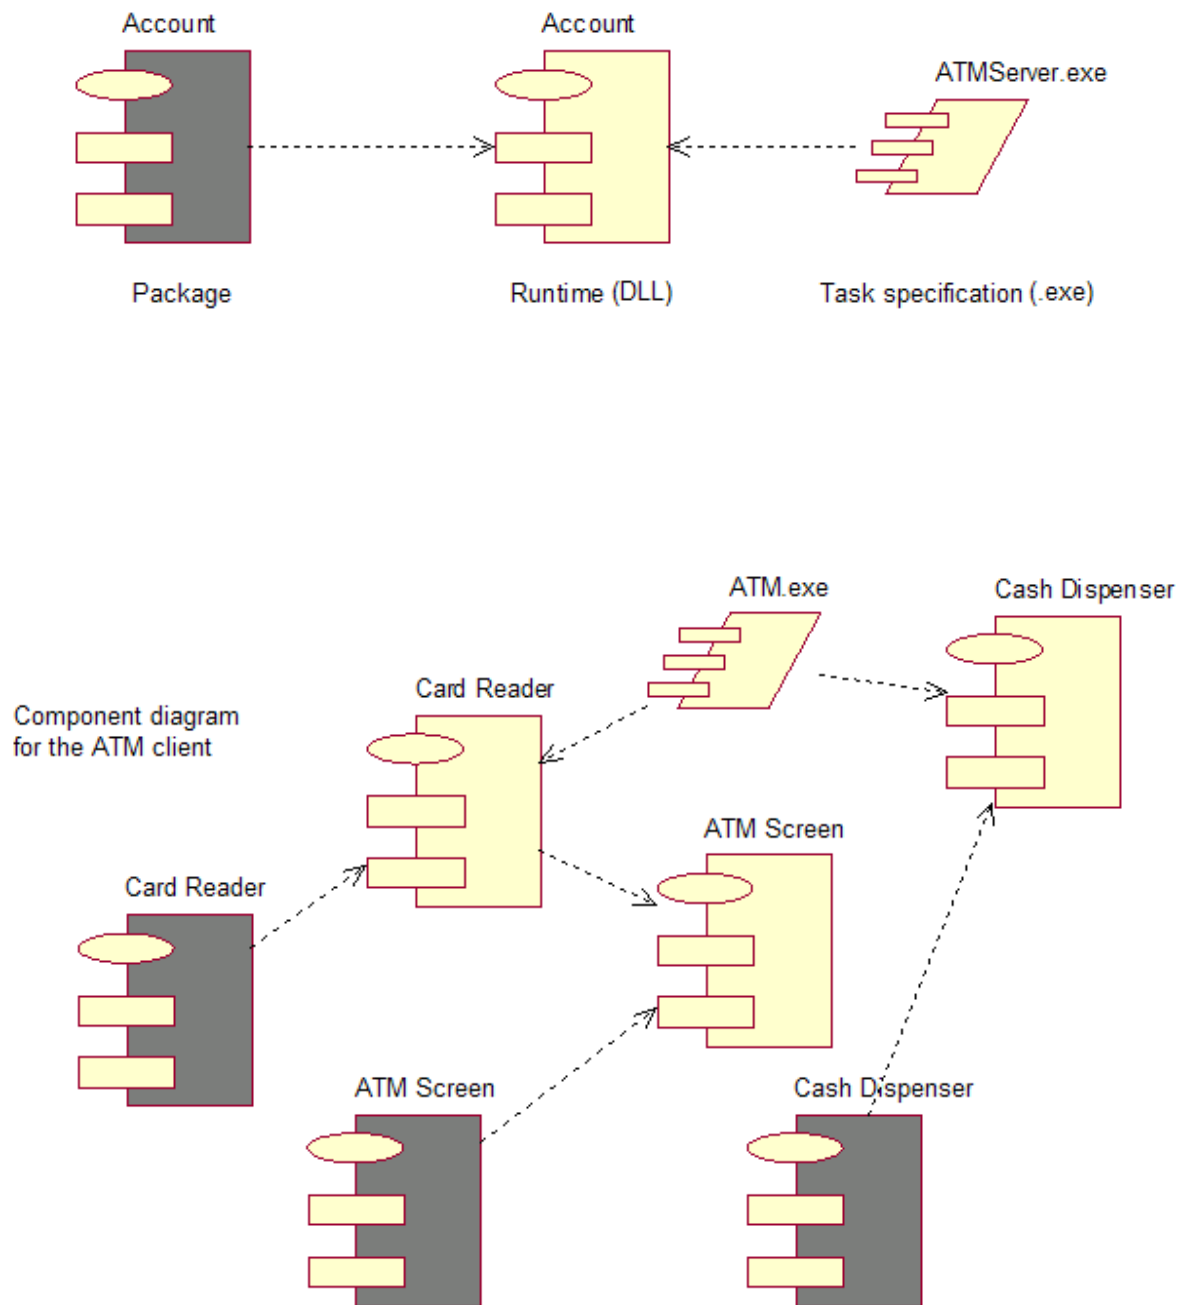 Account
Account
ATMServer.exe
Package
Runtime (DLL)
Task specification (.exe)
ATM.exe
Cash Dispenser
Card Reader
Component diagram
for the ATM client
ATM Screen
Card Reader
ATM Screen
Cash Dispenser